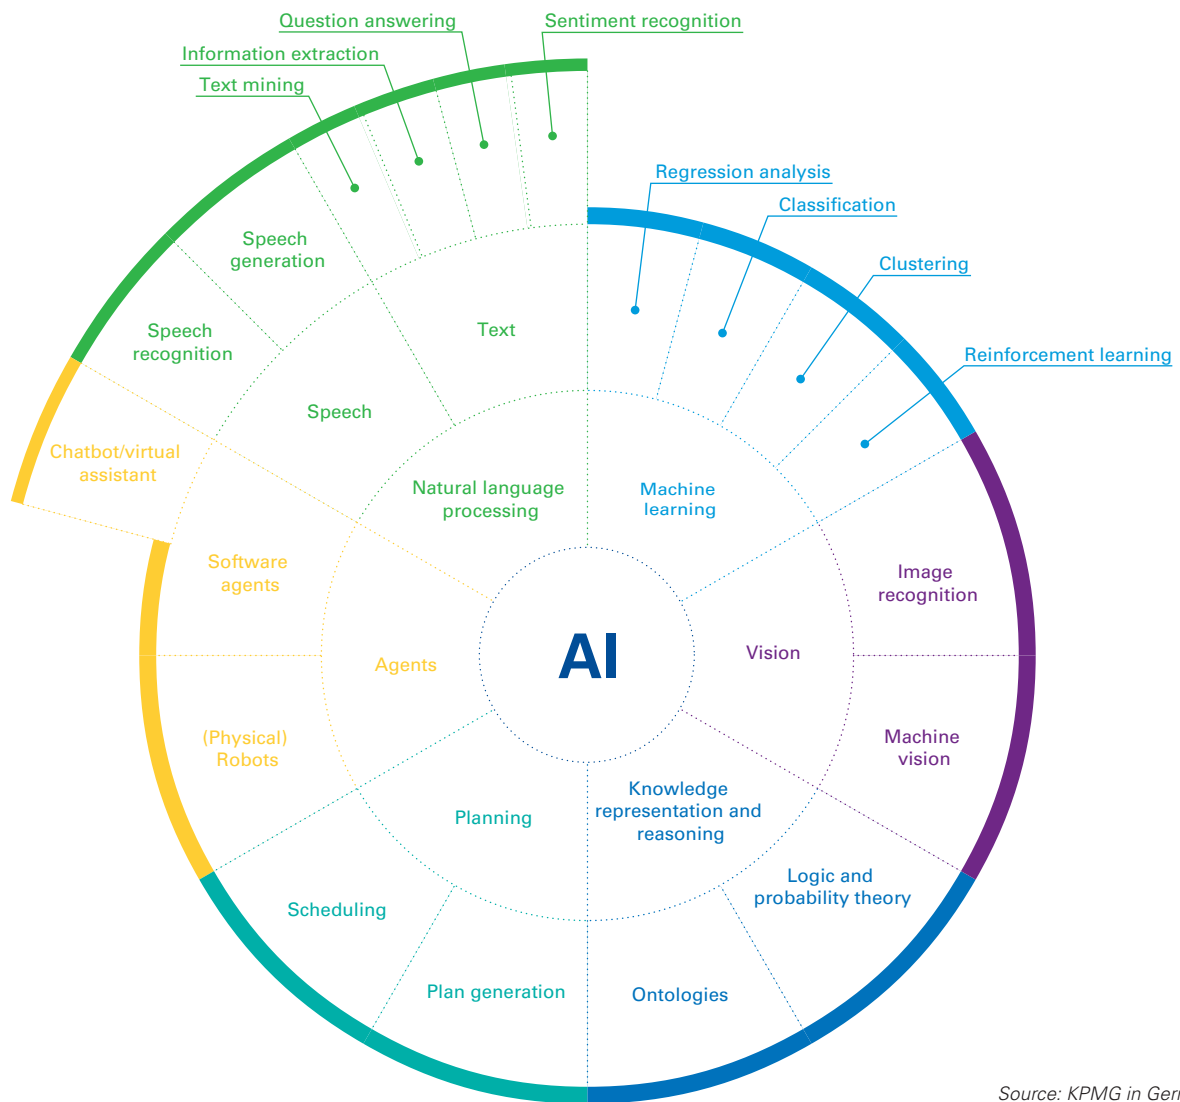 Question answering
Sentiment recognition
Information extraction
Text mining
Regression analysis
Classification
Speech
generation
Clustering
Text
Speech
recognition
Reinforcement learning
Speech
Chatbot/virtual
assistant
Natural language
processing
Machine
learning
Software
agents
Image
recognition
AI
Vision
Agents
(Physical)
Robots
Machine
vision
Knowledge
representation and
reasoning
Planning
Logic and
probability theory
Scheduling
Plan generation
Ontologies
Source: KPMG in